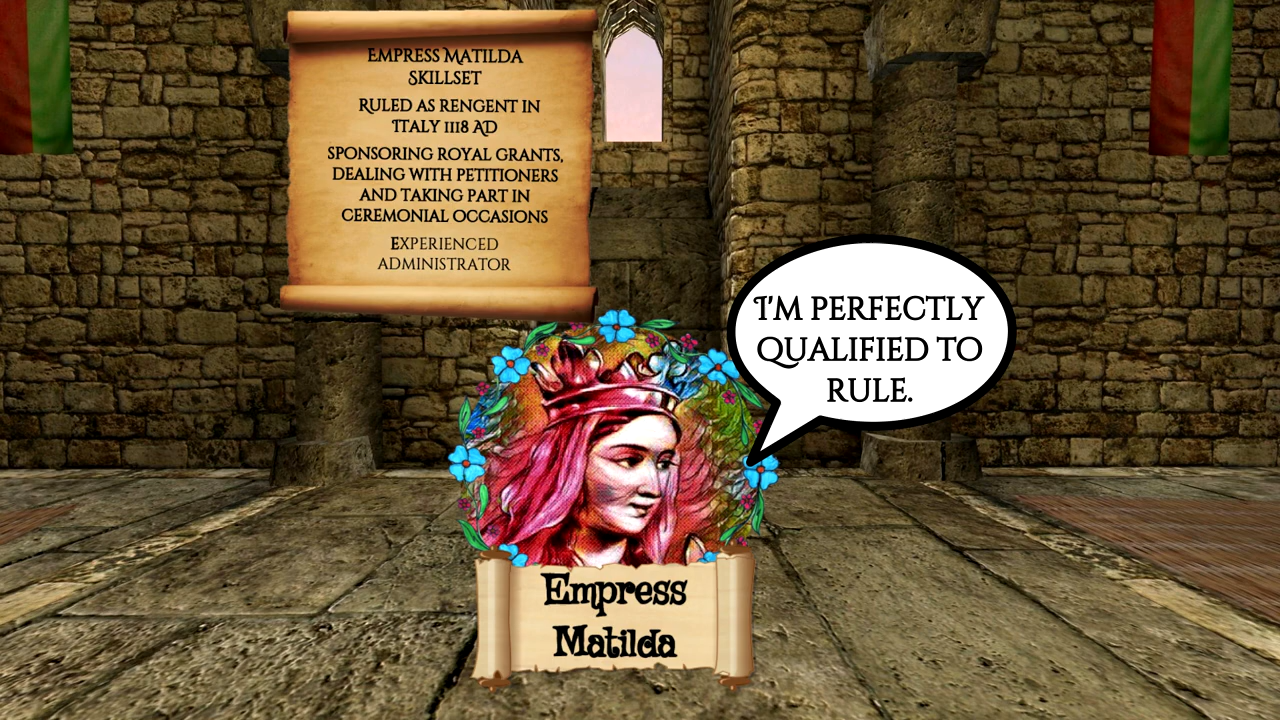 Empress Matilda
Skillset
Ruled as rengent in
Italy 1118 AD
sponsoring royal grants,
dealing with petitioners
and taking part in
ceremonial occasions
Experienced
administrator
I'm perfectly
qualified to
rule.
Empress
Matilda